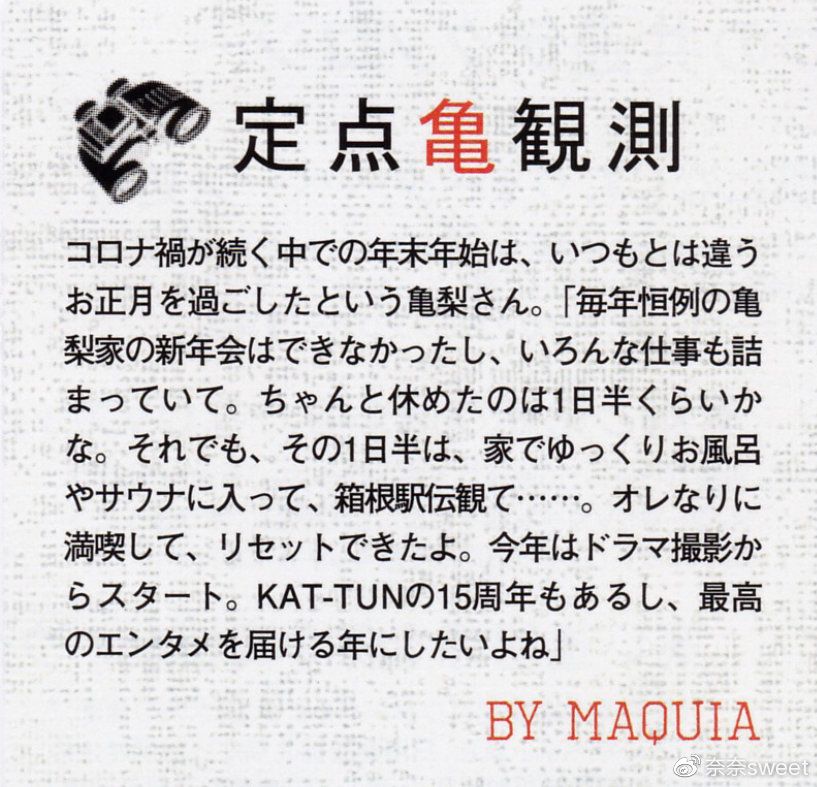 定点亀観測
コロナ禍が続く中での年末年始は、いつもとは違う
お正月を過ごしたという亀梨さん。「毎年恒例の亀
梨家の新年会はできなかったし、いろんな仕事も詰
まっていて。ちゃんと休めたのは1日半くらいか
な。それでも、その1日半は、家でゆっくりお風呂
やサウナに入って、箱根駅伝観て……。オレなりに
満喫して、リセットできたよ。今年はドラマ撮影か
らスタート。KAT-TUNの15周年もあるし、最高
のエンタメを届ける年にしたいよね」
BY MAQUIA
奈奈sweet